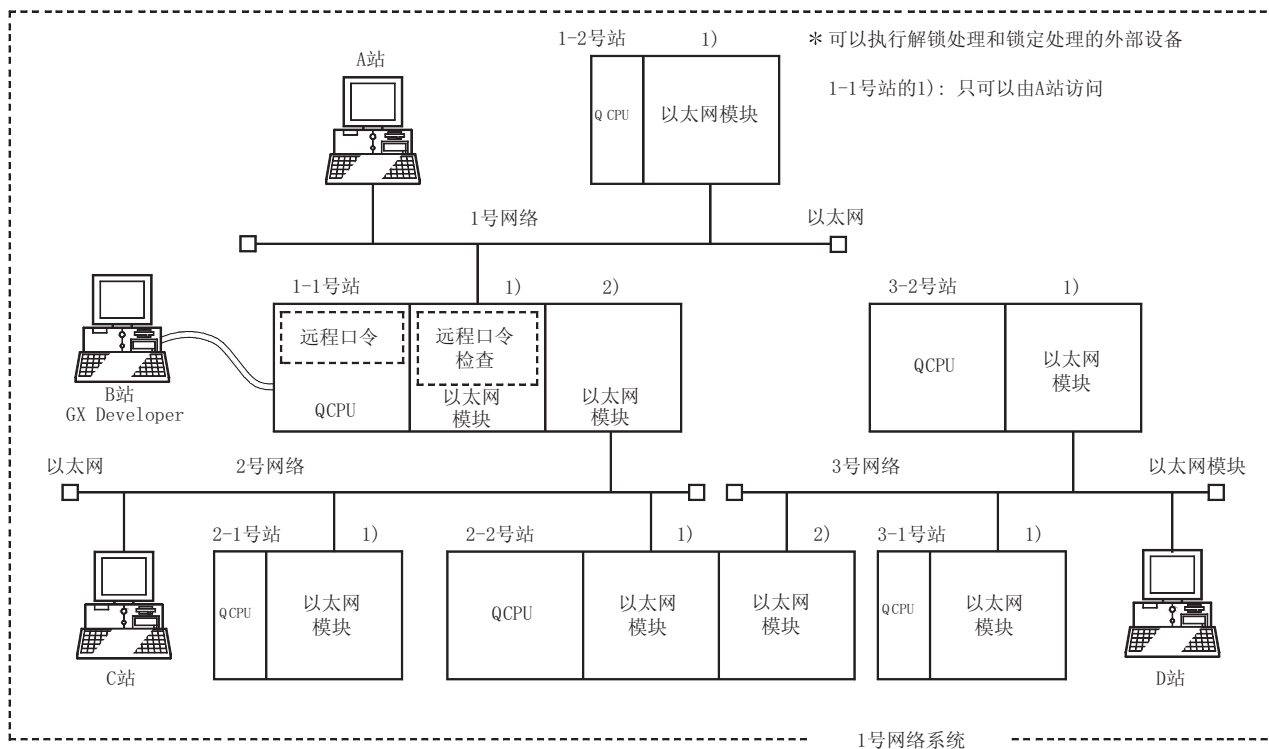 1-2号站
1)
＊可以执行解锁处理和锁定处理的外部设备
A站
1-1号站的1): 只可以由A站访问
QCPU
以太网模块
1号网络
以太网
1-1号站
1)
2)
3-2号站
1)
远程口令
远程口令
检查
QCPU
以太网
模块
以太网
模块
QCPU
以太网
模块
B站
GX Developer
以太网
2号网络
3号网络
以太网模块
2-1号站
1)
2-2号站
1)
2)
3-1号站
1)
QCPU
以太网
模块
QCPU
以太网
模块
以太网
模块
QCPU
以太网
模块
C站
D站
1号网络系统